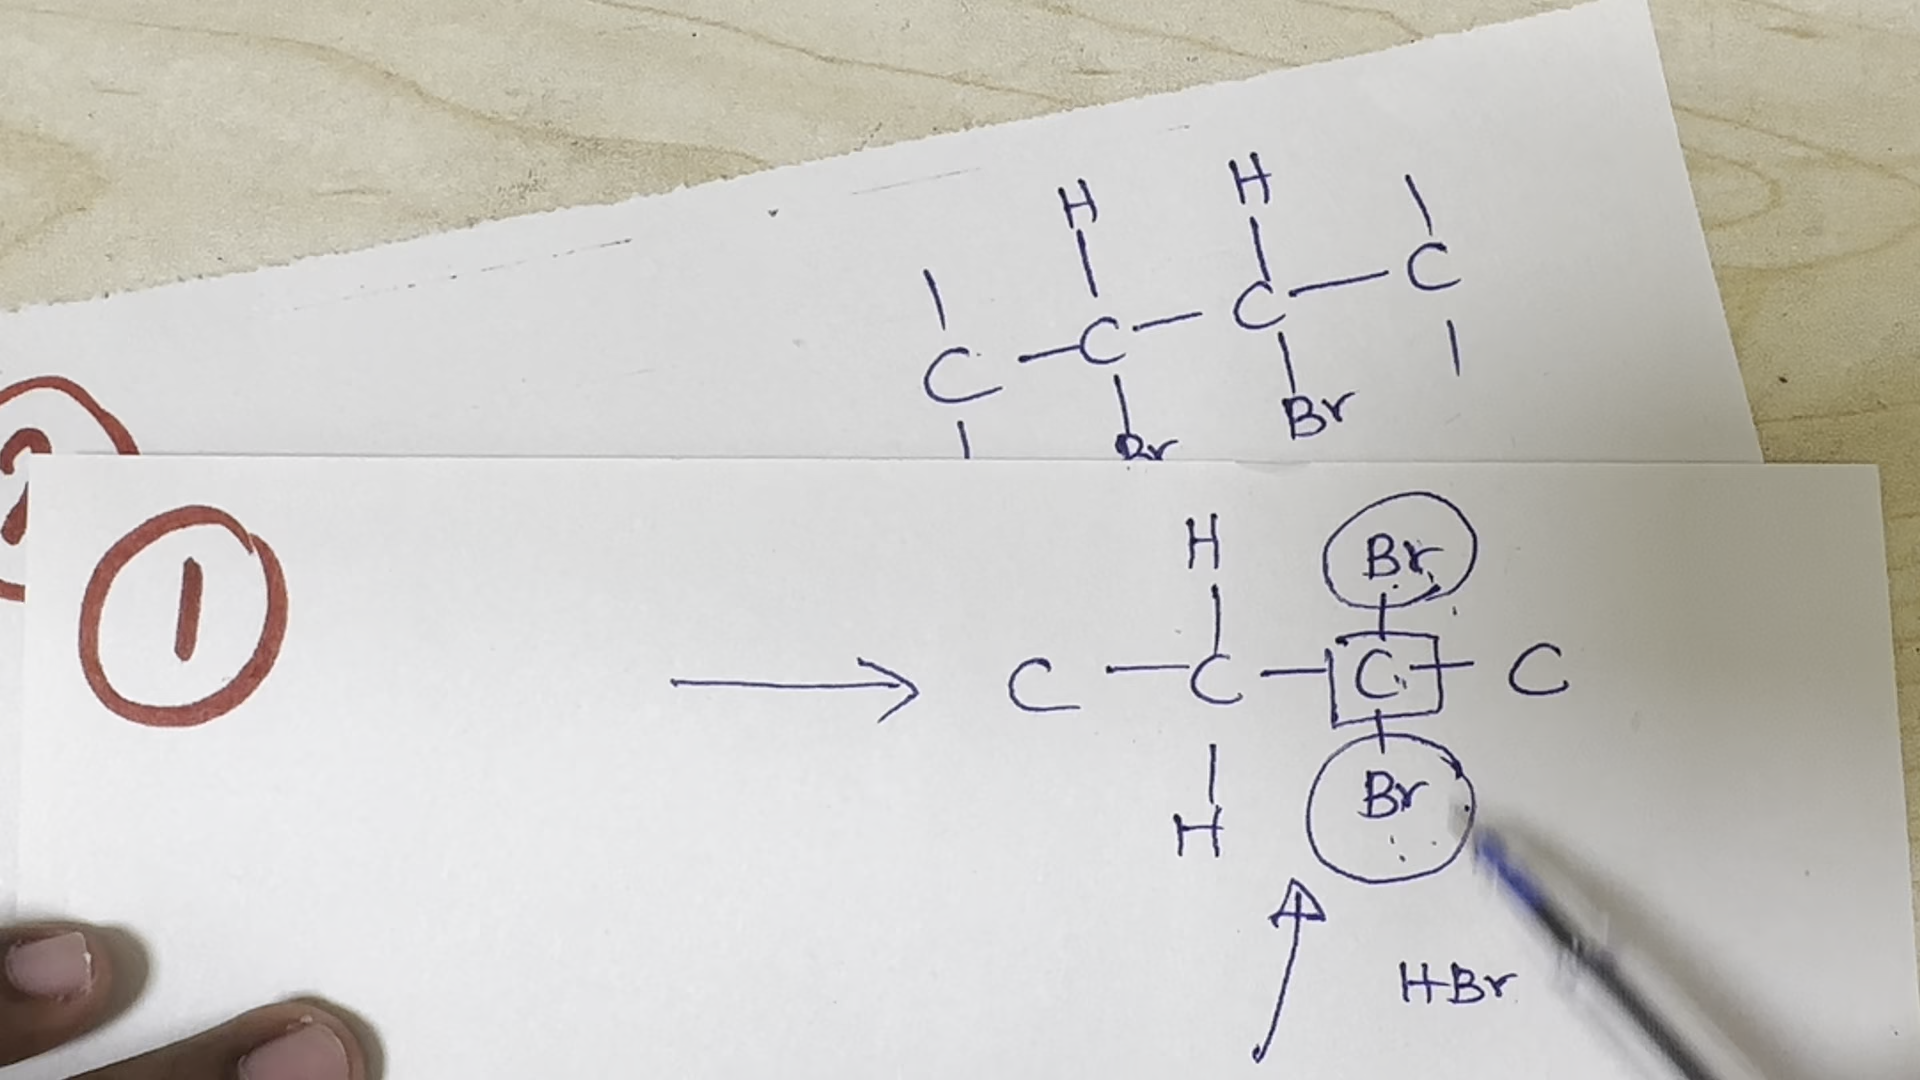 H H
C — C — C — C
Br Br
1
H Br
→ C — C — C — C
H Br
HBr